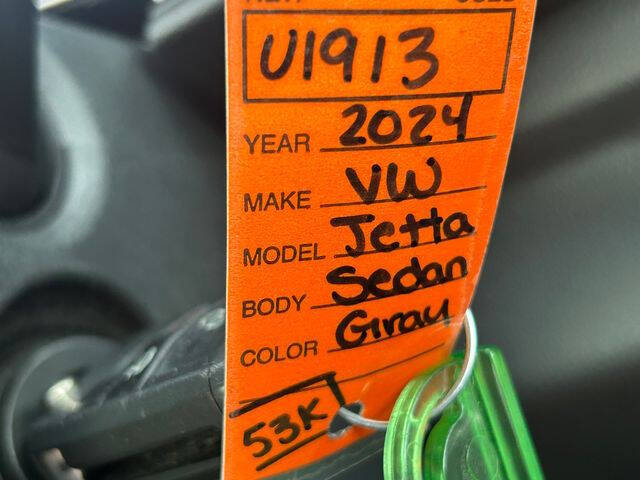 U1913
YEAR 2024
MAKE VW
MODEL Jetta
BODY Sedan
COLOR Gray
53K